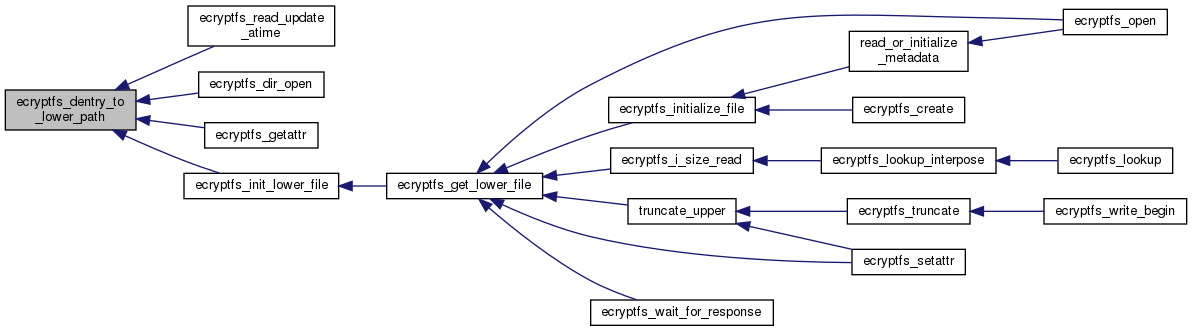 ecryptfs_dentry_to
_lower_path
ecryptfs_read_update
_atime
ecryptfs_dir_open
ecryptfs_getattr
ecryptfs_init_lower_file
ecryptfs_get_lower_file
ecryptfs_open
read_or_initialize
_metadata
ecryptfs_initialize_file
ecryptfs_create
ecryptfs_i_size_read
ecryptfs_lookup_interpose
ecryptfs_lookup
truncate_upper
ecryptfs_truncate
ecryptfs_write_begin
ecryptfs_setattr
ecryptfs_wait_for_response